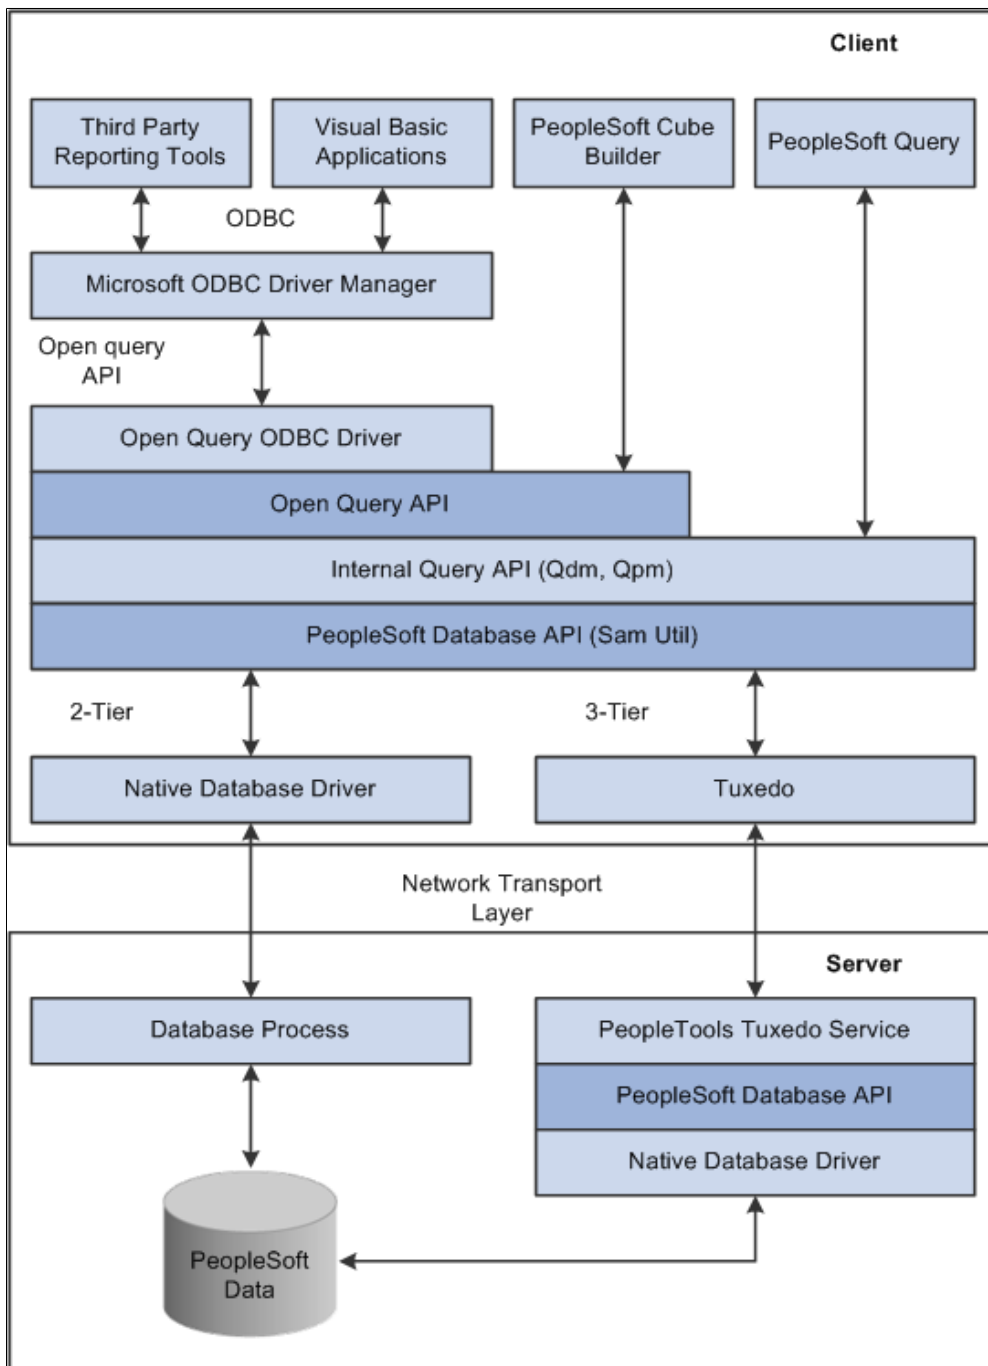 Client
Third Party
Reporting Tools
Visual Basic
Applications
PeopleSoft Cube
Builder
PeopleSoft Query
ODBC
Microsoft ODBC Driver Manager
Open query
API
Open Query ODBC Driver
Open Query API
Internal Query API (Qdm, Qpm)
PeopleSoft Database API (Sam Util)
2-Tier
3-Tier
Native Database Driver
Tuxedo
Network Transport
Layer
Server
Database Process
PeopleTools Tuxedo Service
PeopleSoft Database API
Native Database Driver
PeopleSoft
Data